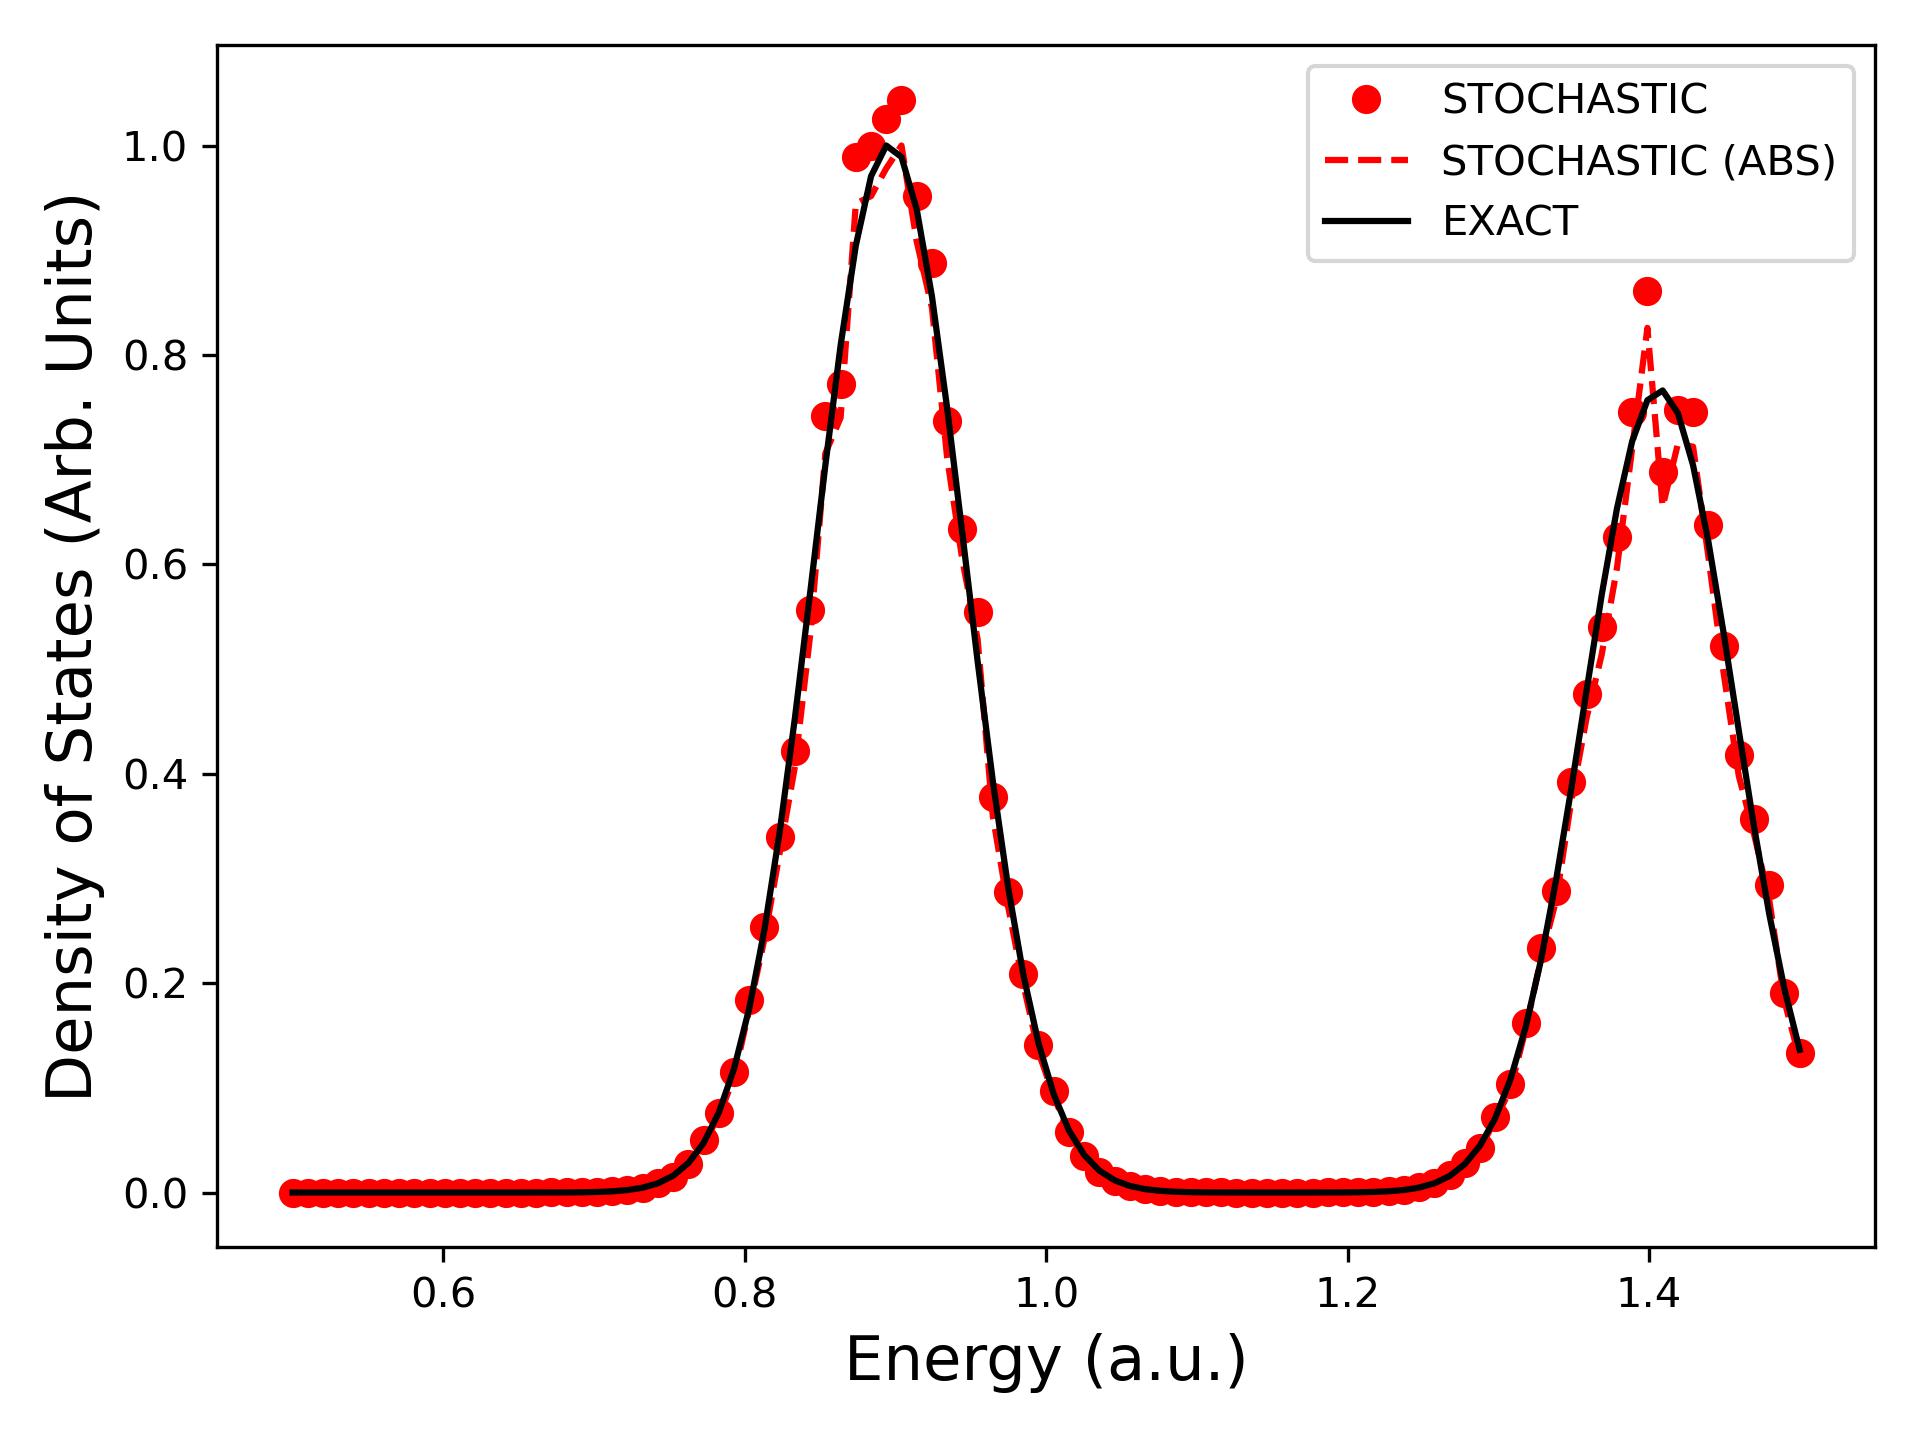 STOCHASTIC
STOCHASTIC (ABS)
EXACT
Density of States (Arb. Units)
1.0
0.8
0.6
0.4
0.2
0.0
0.6 0.8 1.0 1.2 1.4
Energy (a.u.)